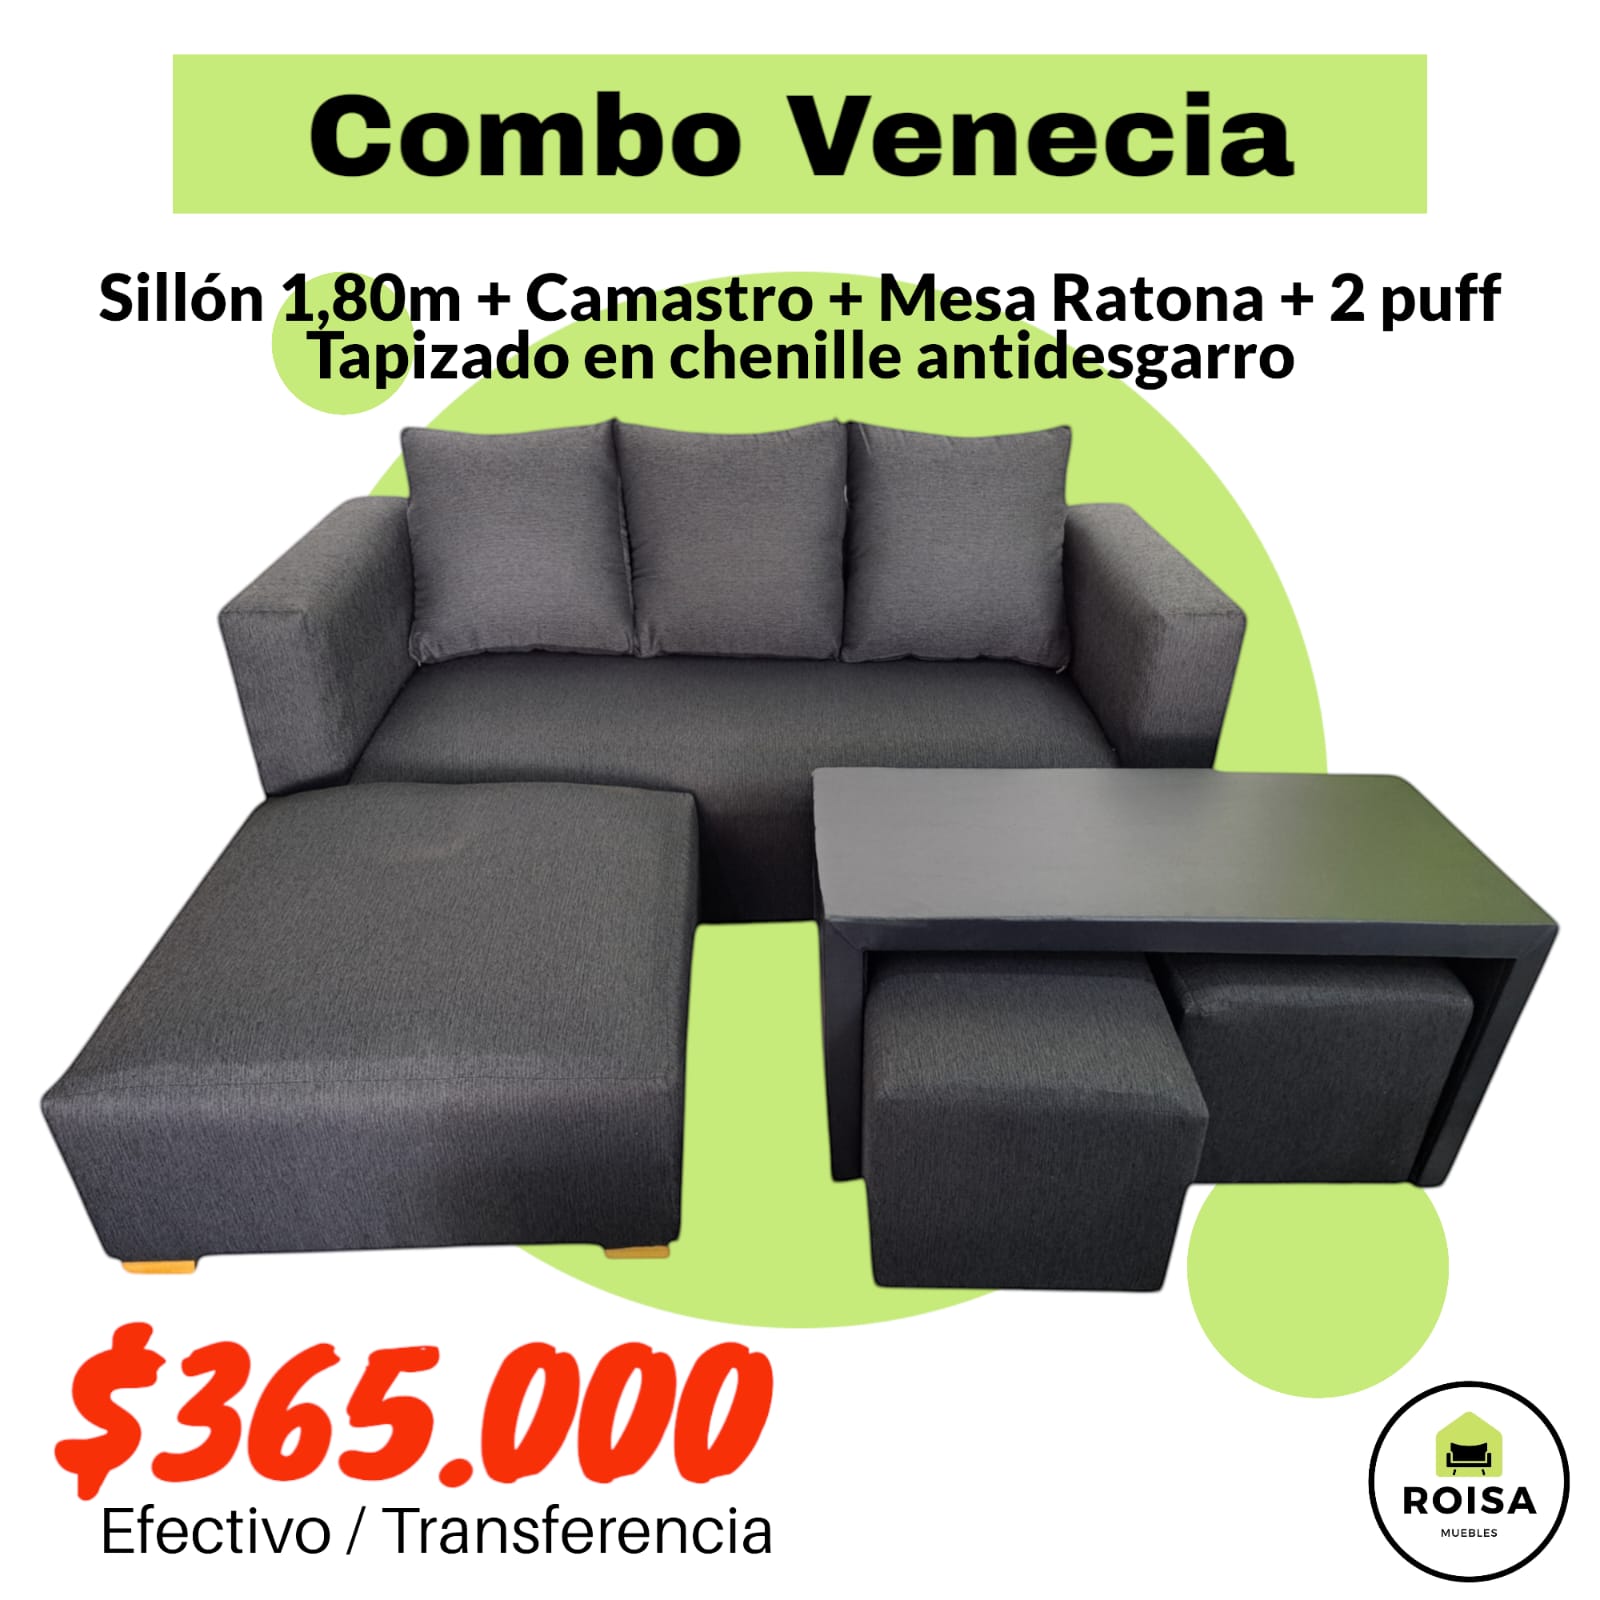 Combo Venecia
Sillón 1,80m + Camastro + Mesa Ratona + 2 puff
Tapizado en chenille antidesgarro
$365.000
Efectivo / Transferencia
ROISA
MUEBLES